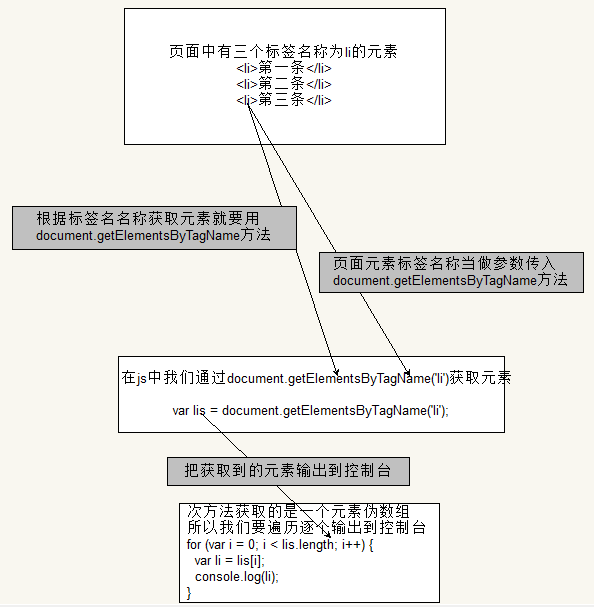 页面中有三个标签名称为li的元素
<li>第一条</li>
<li>第二条</li>
<li>第三条</li>
根据标签名名称获取元素就要用
document.getElementsByTagName方法
页面元素标签名称当做参数传入
document.getElementsByTagName方法
在js中我们通过document.getElementsByTagName('li')获取元素
var lis = document.getElementsByTagName('li');
把获取到的元素输出到控制台
次方法获取的是一个元素伪数组
所以我们要遍历逐个输出到控制台
for (var i = 0; i < lis.length; i++) {
var li = lis[i];
console.log(li);
}